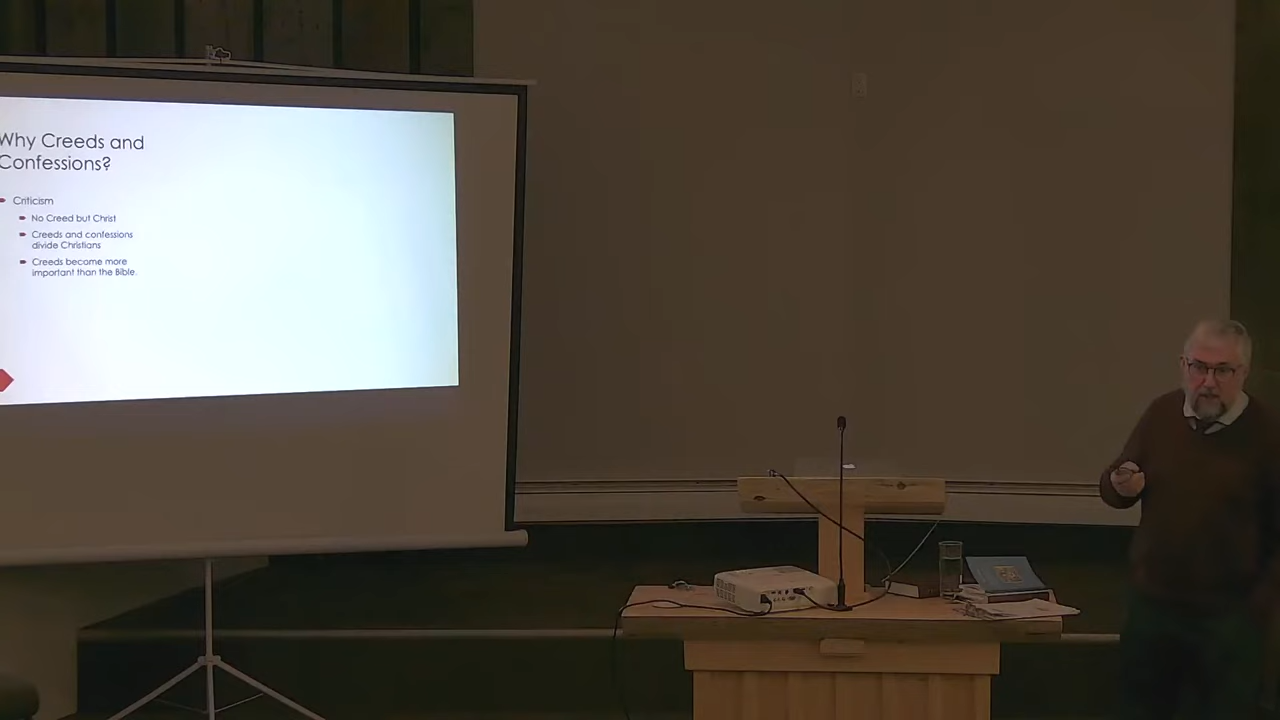 Why Creeds and
Confessions?
Criticism
No Creed but Christ
Creeds and confessions
divide Christians
Creeds become more
important than the Bible.